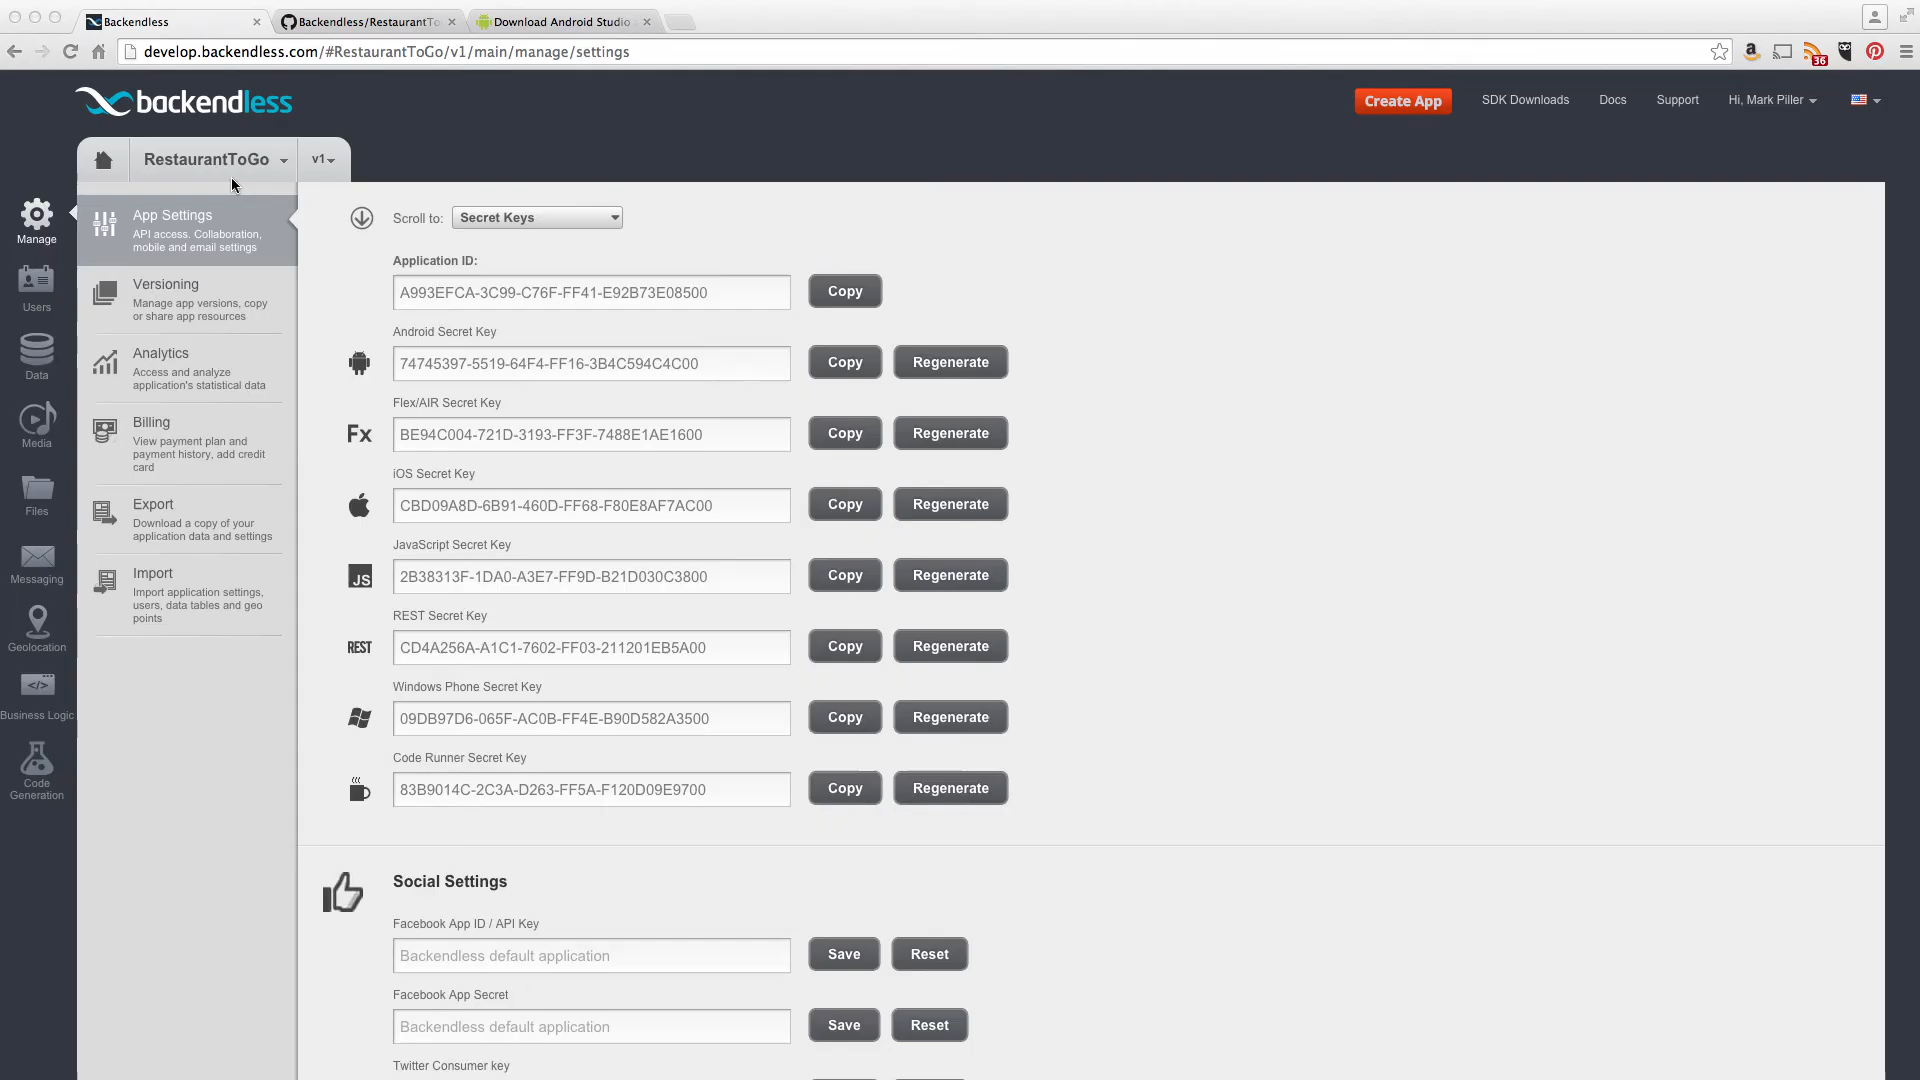 Backendless
Backendless/RestaurantTo
Download Android Studio
develop.backendless.com/#RestaurantToGo/v1/main/manage/settings
36
backendless
Create App
SDK Downloads
Docs
Support
Hi, Mark Piller
RestaurantToGo
v1
Manage
Users
Data
Media
Files
Messaging
Geolocation
Business Logic
Code
Generation
App Settings
API access. Collaboration,
mobile and email settings
Versioning
Manage app versions, copy
or share app resources
Analytics
Access and analyze
application's statistical data
Billing
View payment plan and
payment history, add credit
card
Export
Download a copy of your
application data and settings
Import
Import application settings,
users, data tables and geo
points
Scroll to: Secret Keys
Application ID:
A993EFCA-3C99-C76F-FF41-E92B73E08500 Copy
Android Secret Key
74745397-5519-64F4-FF16-3B4C594C4C00 Copy Regenerate
Flex/AIR Secret Key
Fx BE94C004-721D-3193-FF3F-7488E1AE1600 Copy Regenerate
iOS Secret Key
CBD09A8D-6B91-460D-FF68-F80E8AF7AC00 Copy Regenerate
JavaScript Secret Key
JS 2B38313F-1DA0-A3E7-FF9D-B21D030C3800 Copy Regenerate
REST Secret Key
REST CD4A256A-A1C1-7602-FF03-211201EB5A00 Copy Regenerate
Windows Phone Secret Key
09DB97D6-065F-AC0B-FF4E-B90D582A3500 Copy Regenerate
Code Runner Secret Key
83B9014C-2C3A-D263-FF5A-F120D09E9700 Copy Regenerate
Social Settings
Facebook App ID / API Key
Backendless default application Save Reset
Facebook App Secret
Backendless default application Save Reset
Twitter Consumer key